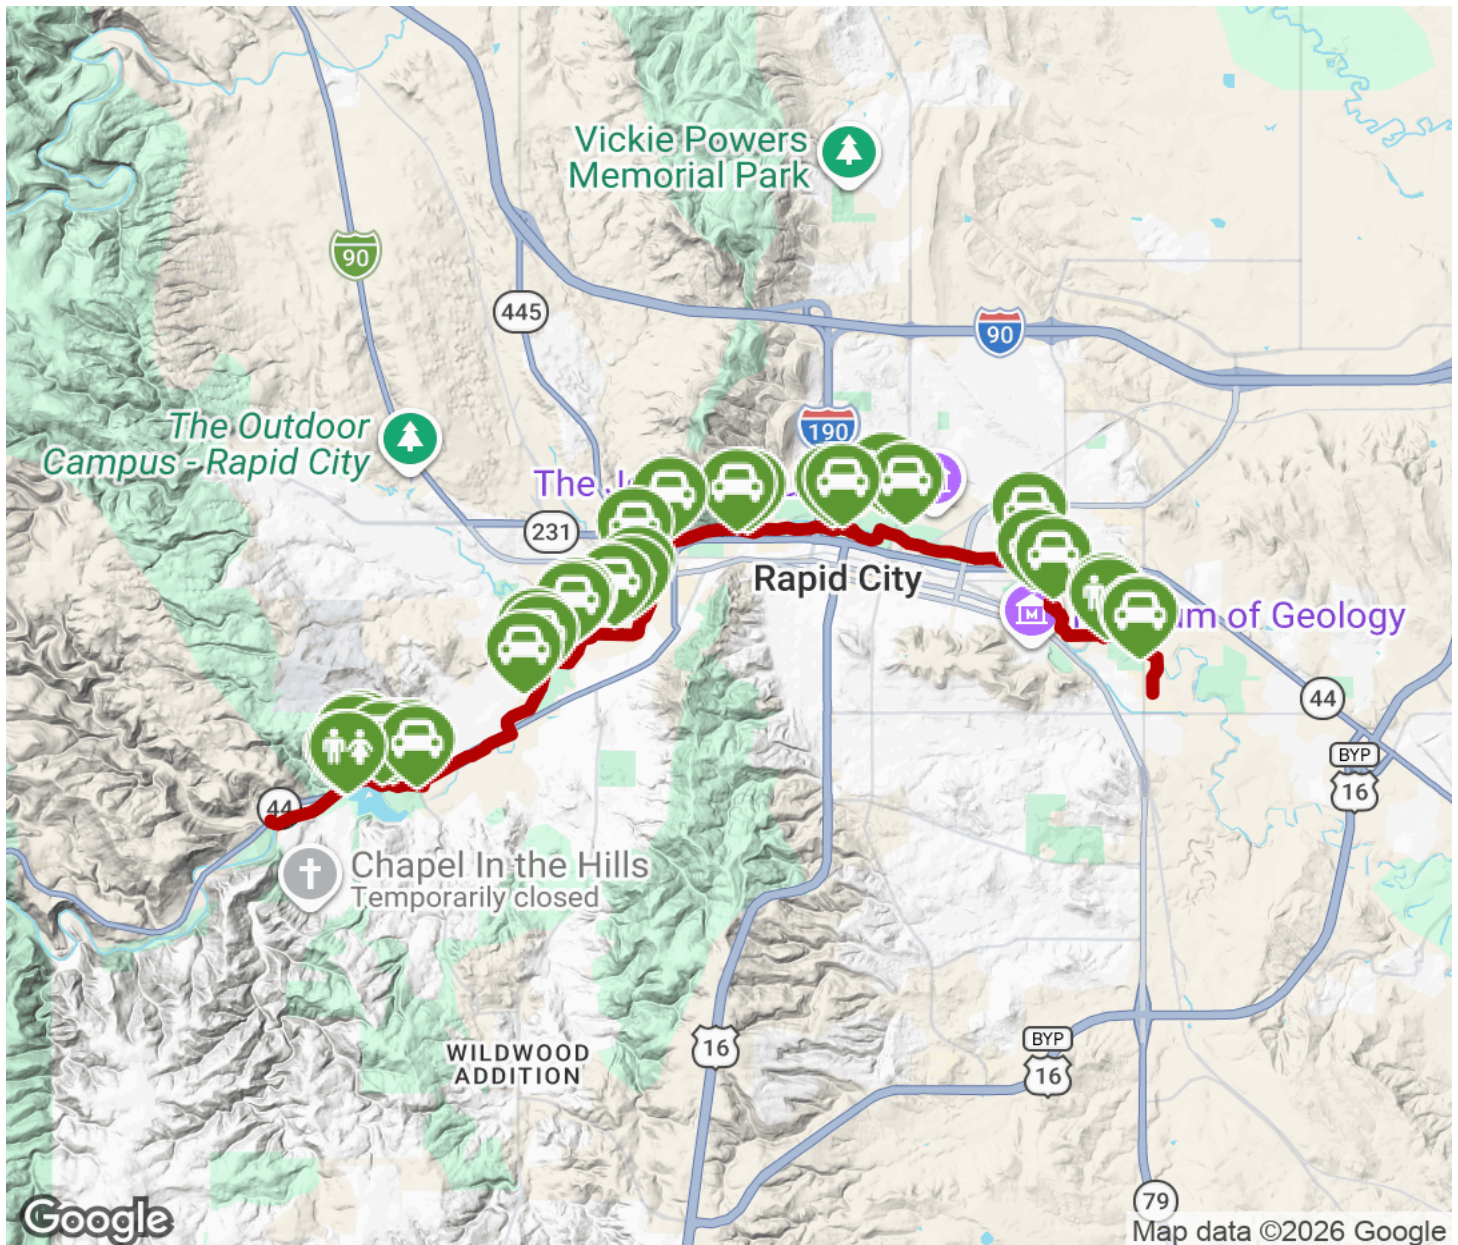 Vickie Powers
Memorial Park
90
445
90
The Outdoor
Campus - Rapid City
190
The J
231
Rapid City
um of Geology
44
BYP
16
44
Chapel In the Hills
Temporarily closed
WILDWOOD
ADDITION
16
BYP
16
79
Google
Map data ©2026 Google